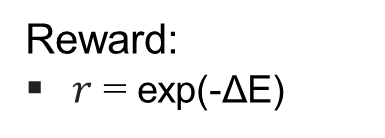 Reward:
▪ r = exp(-ΔE)